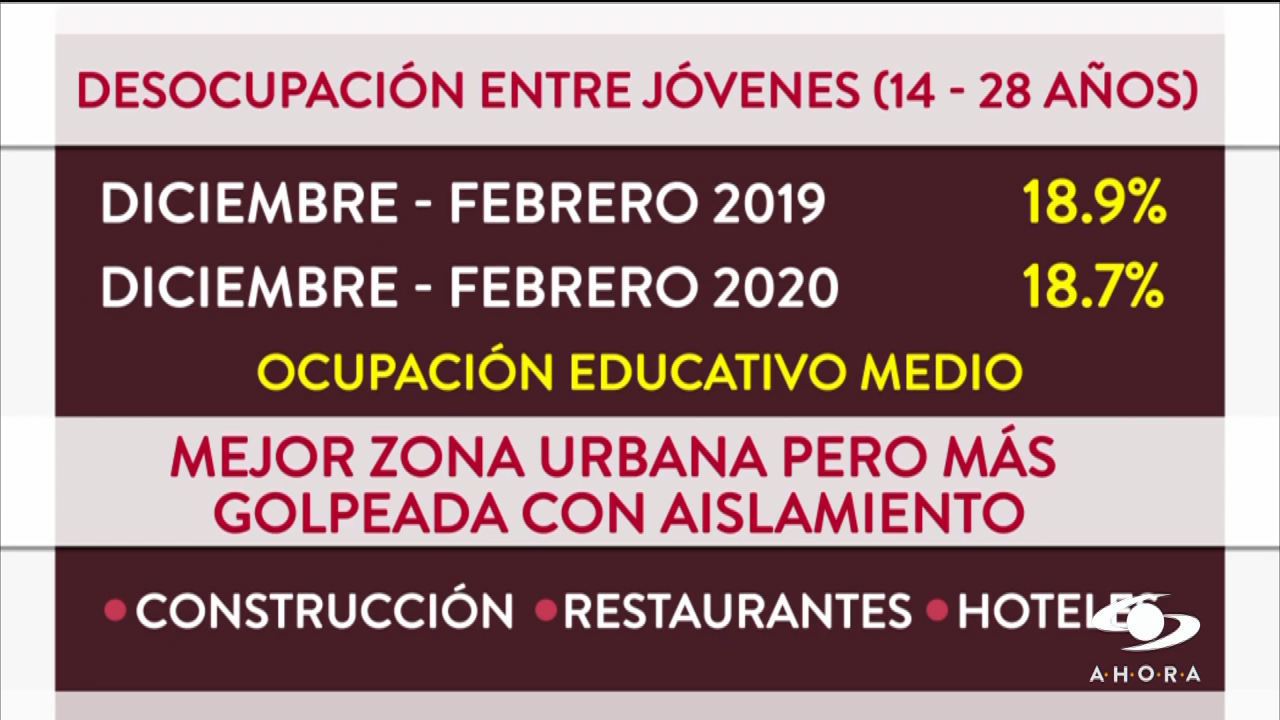 DESOCUPACIÓN ENTRE JÓVENES (14 - 28 AÑOS)
DICIEMBRE - FEBRERO 2019 18.9%
DICIEMBRE - FEBRERO 2020 18.7%
OCUPACIÓN EDUCATIVO MEDIO
MEJOR ZONA URBANA PERO MÁS
GOLPEADA CON AISLAMIENTO
• CONSTRUCCIÓN • RESTAURANTES • HOTELES
A·H·O·R·A